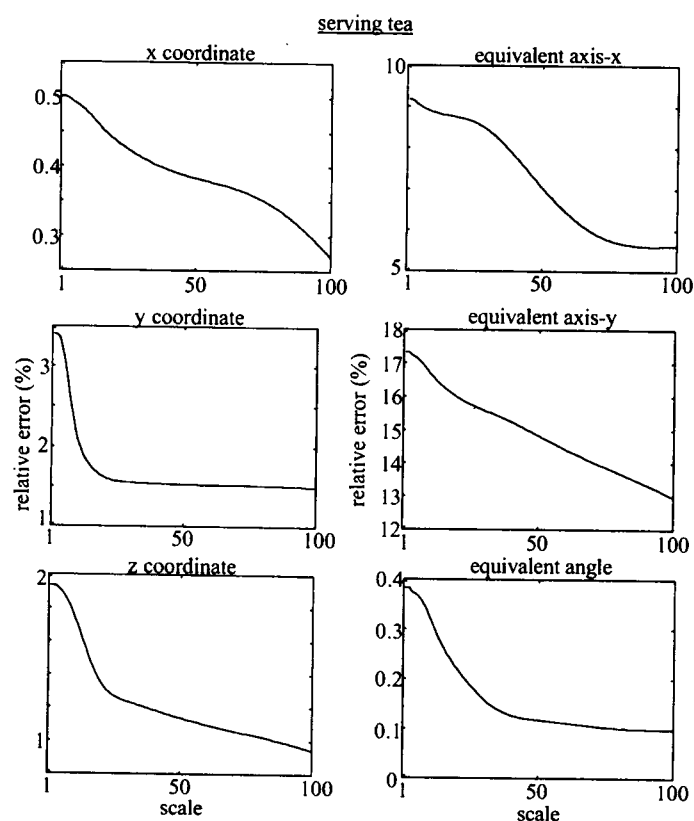 serving tea
x coordinate
0.5
0.4
0.3
1 50 100
equivalent axis-x
10
5
1 50 100
y coordinate
relative error (%)
3
2
1
1 50 100
equivalent axis-y
relative error (%)
18
17
16
15
14
13
12
1 50 100
z coordinate
2
1
1 50 100
scale
equivalent angle
0.4
0.3
0.2
0.1
0
1 50 100
scale